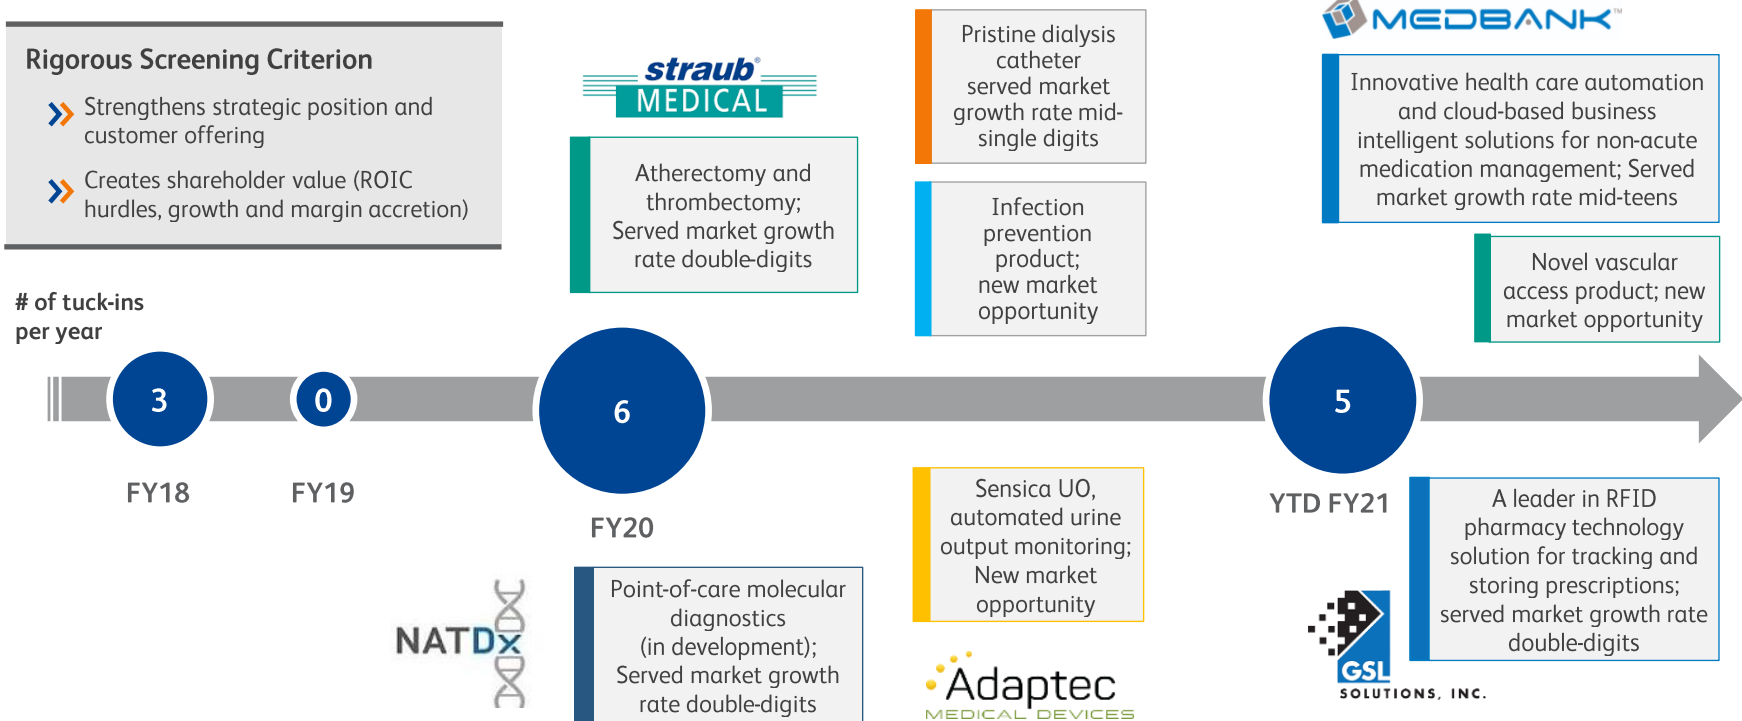 Rigorous Screening Criterion
Strengthens strategic position and
customer offering
Creates shareholder value (ROIC
hurdles, growth and margin accretion)
straub®
MEDICAL
Atherectomy and
thrombectomy;
Served market growth
rate double-digits
Pristine dialysis
catheter
served market
growth rate mid-
single digits
Infection
prevention
product;
new market
opportunity
MEDBANK™
Innovative health care automation
and cloud-based business
intelligent solutions for non-acute
medication management; Served
market growth rate mid-teens
Novel vascular
access product; new
market opportunity
# of tuck-ins
per year
3
0
6
5
FY18
FY19
FY20
YTD FY21
NATDx
Point-of-care molecular
diagnostics
(in development);
Served market growth
rate double-digits
Sensica UO,
automated urine
output monitoring;
New market
opportunity
Adaptec
MEDICAL DEVICES
GSL
SOLUTIONS, INC.
A leader in RFID
pharmacy technology
solution for tracking and
storing prescriptions;
served market growth rate
double-digits